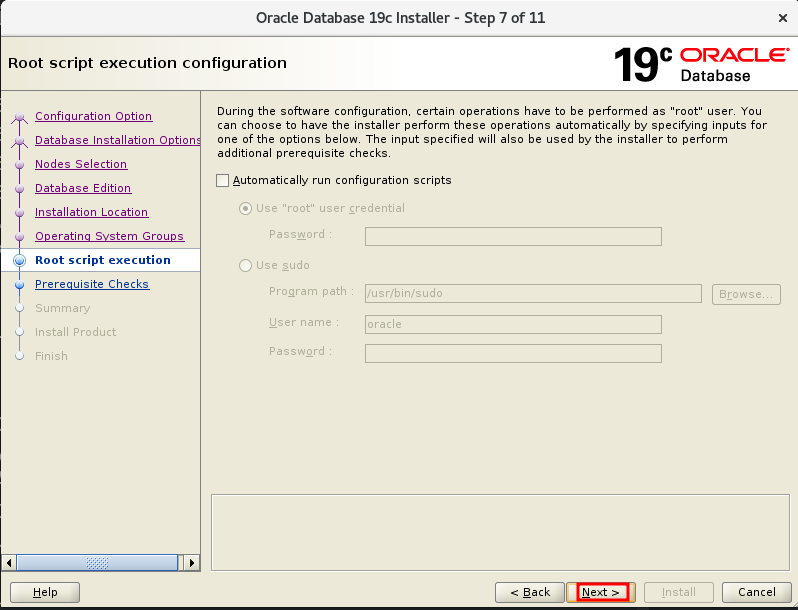 Oracle Database 19c Installer - Step 7 of 11
Root script execution configuration
19c ORACLE
Database
Configuration Option
Database Installation Options
Nodes Selection
Database Edition
Installation Location
Operating System Groups
Root script execution
Prerequisite Checks
Summary
Install Product
Finish
During the software configuration, certain operations have to be performed as "root" user. You
can choose to have the installer perform these operations automatically by specifying inputs for
one of the options below. The input specified will also be used by the installer to perform
additional prerequisite checks.
Automatically run configuration scripts
Use "root" user credential
Password :
Use sudo
Program path : /usr/bin/sudo Browse...
User name : oracle
Password :
Help < Back Next > Install Cancel